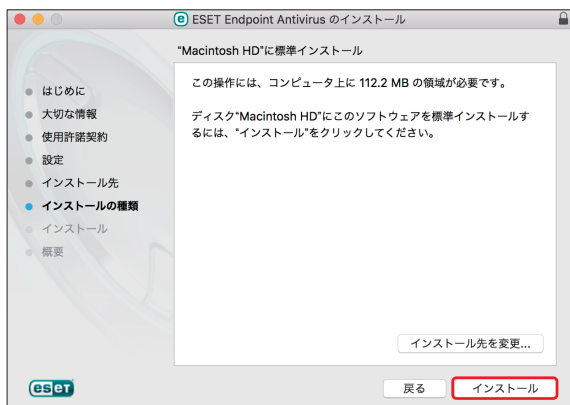 ESET Endpoint Antivirus のインストール
"Macintosh HD"に標準インストール
はじめに
大切な情報
使用許諾契約
設定
インストール先
インストールの種類
インストール
概要
この操作には、コンピュータ上に 112.2 MB の領域が必要です。
ディスク"Macintosh HD"にこのソフトウェアを標準インストールす
るには、"インストール"をクリックしてください。
インストール先を変更...
eset
戻る
インストール